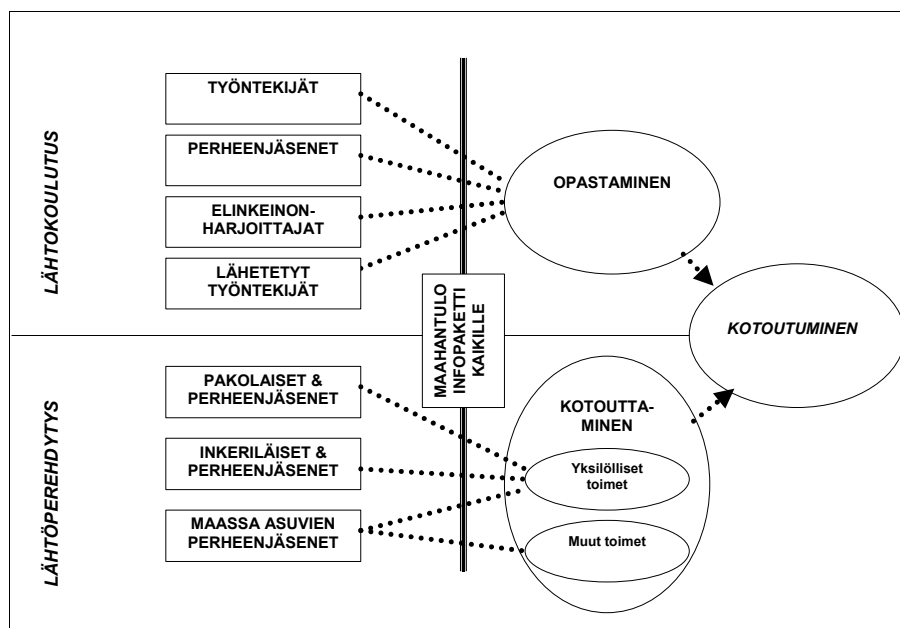 LÄHTOKOULUTUS
TYÖNTEKIJÄT
PERHEENJÄSENET
ELINKEINON-
HARJOITTAJAT
LÄHETETYT
TYÖNTEKIJÄT
OPASTAMINEN
MAAHANTULO
INFOPAKETTI
KAIKILLE
KOTOUTUMINEN
LÄHTÖPEREHDYTYS
PAKOLAISET &
PERHEENJÄSENET
INKERILÄISET &
PERHEENJÄSENET
MAASSA ASUVIEN
PERHEENJÄSENET
KOTOUTTA-
MINEN
Yksilölliset
toimet
Muut toimet